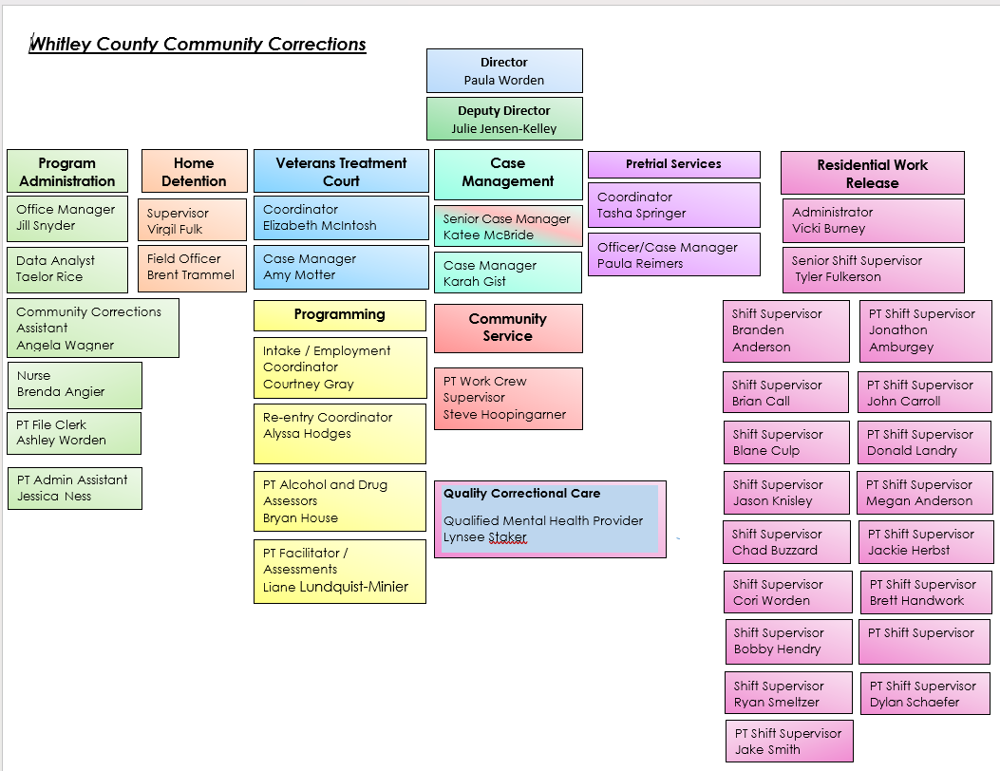 Whitley County Community Corrections
Director
Paula Worden
Deputy Director
Julie Jensen-Kelley
Program
Administration
Office Manager
Jill Snyder
Data Analyst
Taelor Rice
Community Corrections
Assistant
Angela Wagner
Nurse
Brenda Angier
PT File Clerk
Ashley Worden
PT Admin Assistant
Jessica Ness
Home
Detention
Supervisor
Virgil Fulk
Field Officer
Brent Trammel
Veterans Treatment
Court
Coordinator
Elizabeth McIntosh
Case Manager
Amy Motter
Programming
Intake / Employment
Coordinator
Courtney Gray
Re-entry Coordinator
Alyssa Hodges
PT Alcohol and Drug
Assessors
Bryan House
PT Facilitator /
Assessments
Liane Lundquist-Minier
Case
Management
Senior Case Manager
Katee McBride
Case Manager
Karah Gist
Community
Service
PT Work Crew
Supervisor
Steve Hoopingarner
Quality Correctional Care
Qualified Mental Health Provider
Lynsee Staker
Pretrial Services
Coordinator
Tasha Springer
Officer/Case Manager
Paula Reimers
Residential Work
Release
Administrator
Vicki Burney
Senior Shift Supervisor
Tyler Fulkerson
Shift Supervisor
Branden
Anderson
PT Shift Supervisor
Jonathon
Amburgey
Shift Supervisor
Brian Call
PT Shift Supervisor
John Carroll
Shift Supervisor
Blane Culp
PT Shift Supervisor
Donald Landry
Shift Supervisor
Jason Knisley
PT Shift Supervisor
Megan Anderson
Shift Supervisor
Chad Buzzard
PT Shift Supervisor
Jackie Herbst
Shift Supervisor
Cori Worden
PT Shift Supervisor
Brett Handwork
Shift Supervisor
Bobby Hendry
PT Shift Supervisor
Shift Supervisor
Ryan Smeltzer
PT Shift Supervisor
Dylan Schaefer
PT Shift Supervisor
Jake Smith